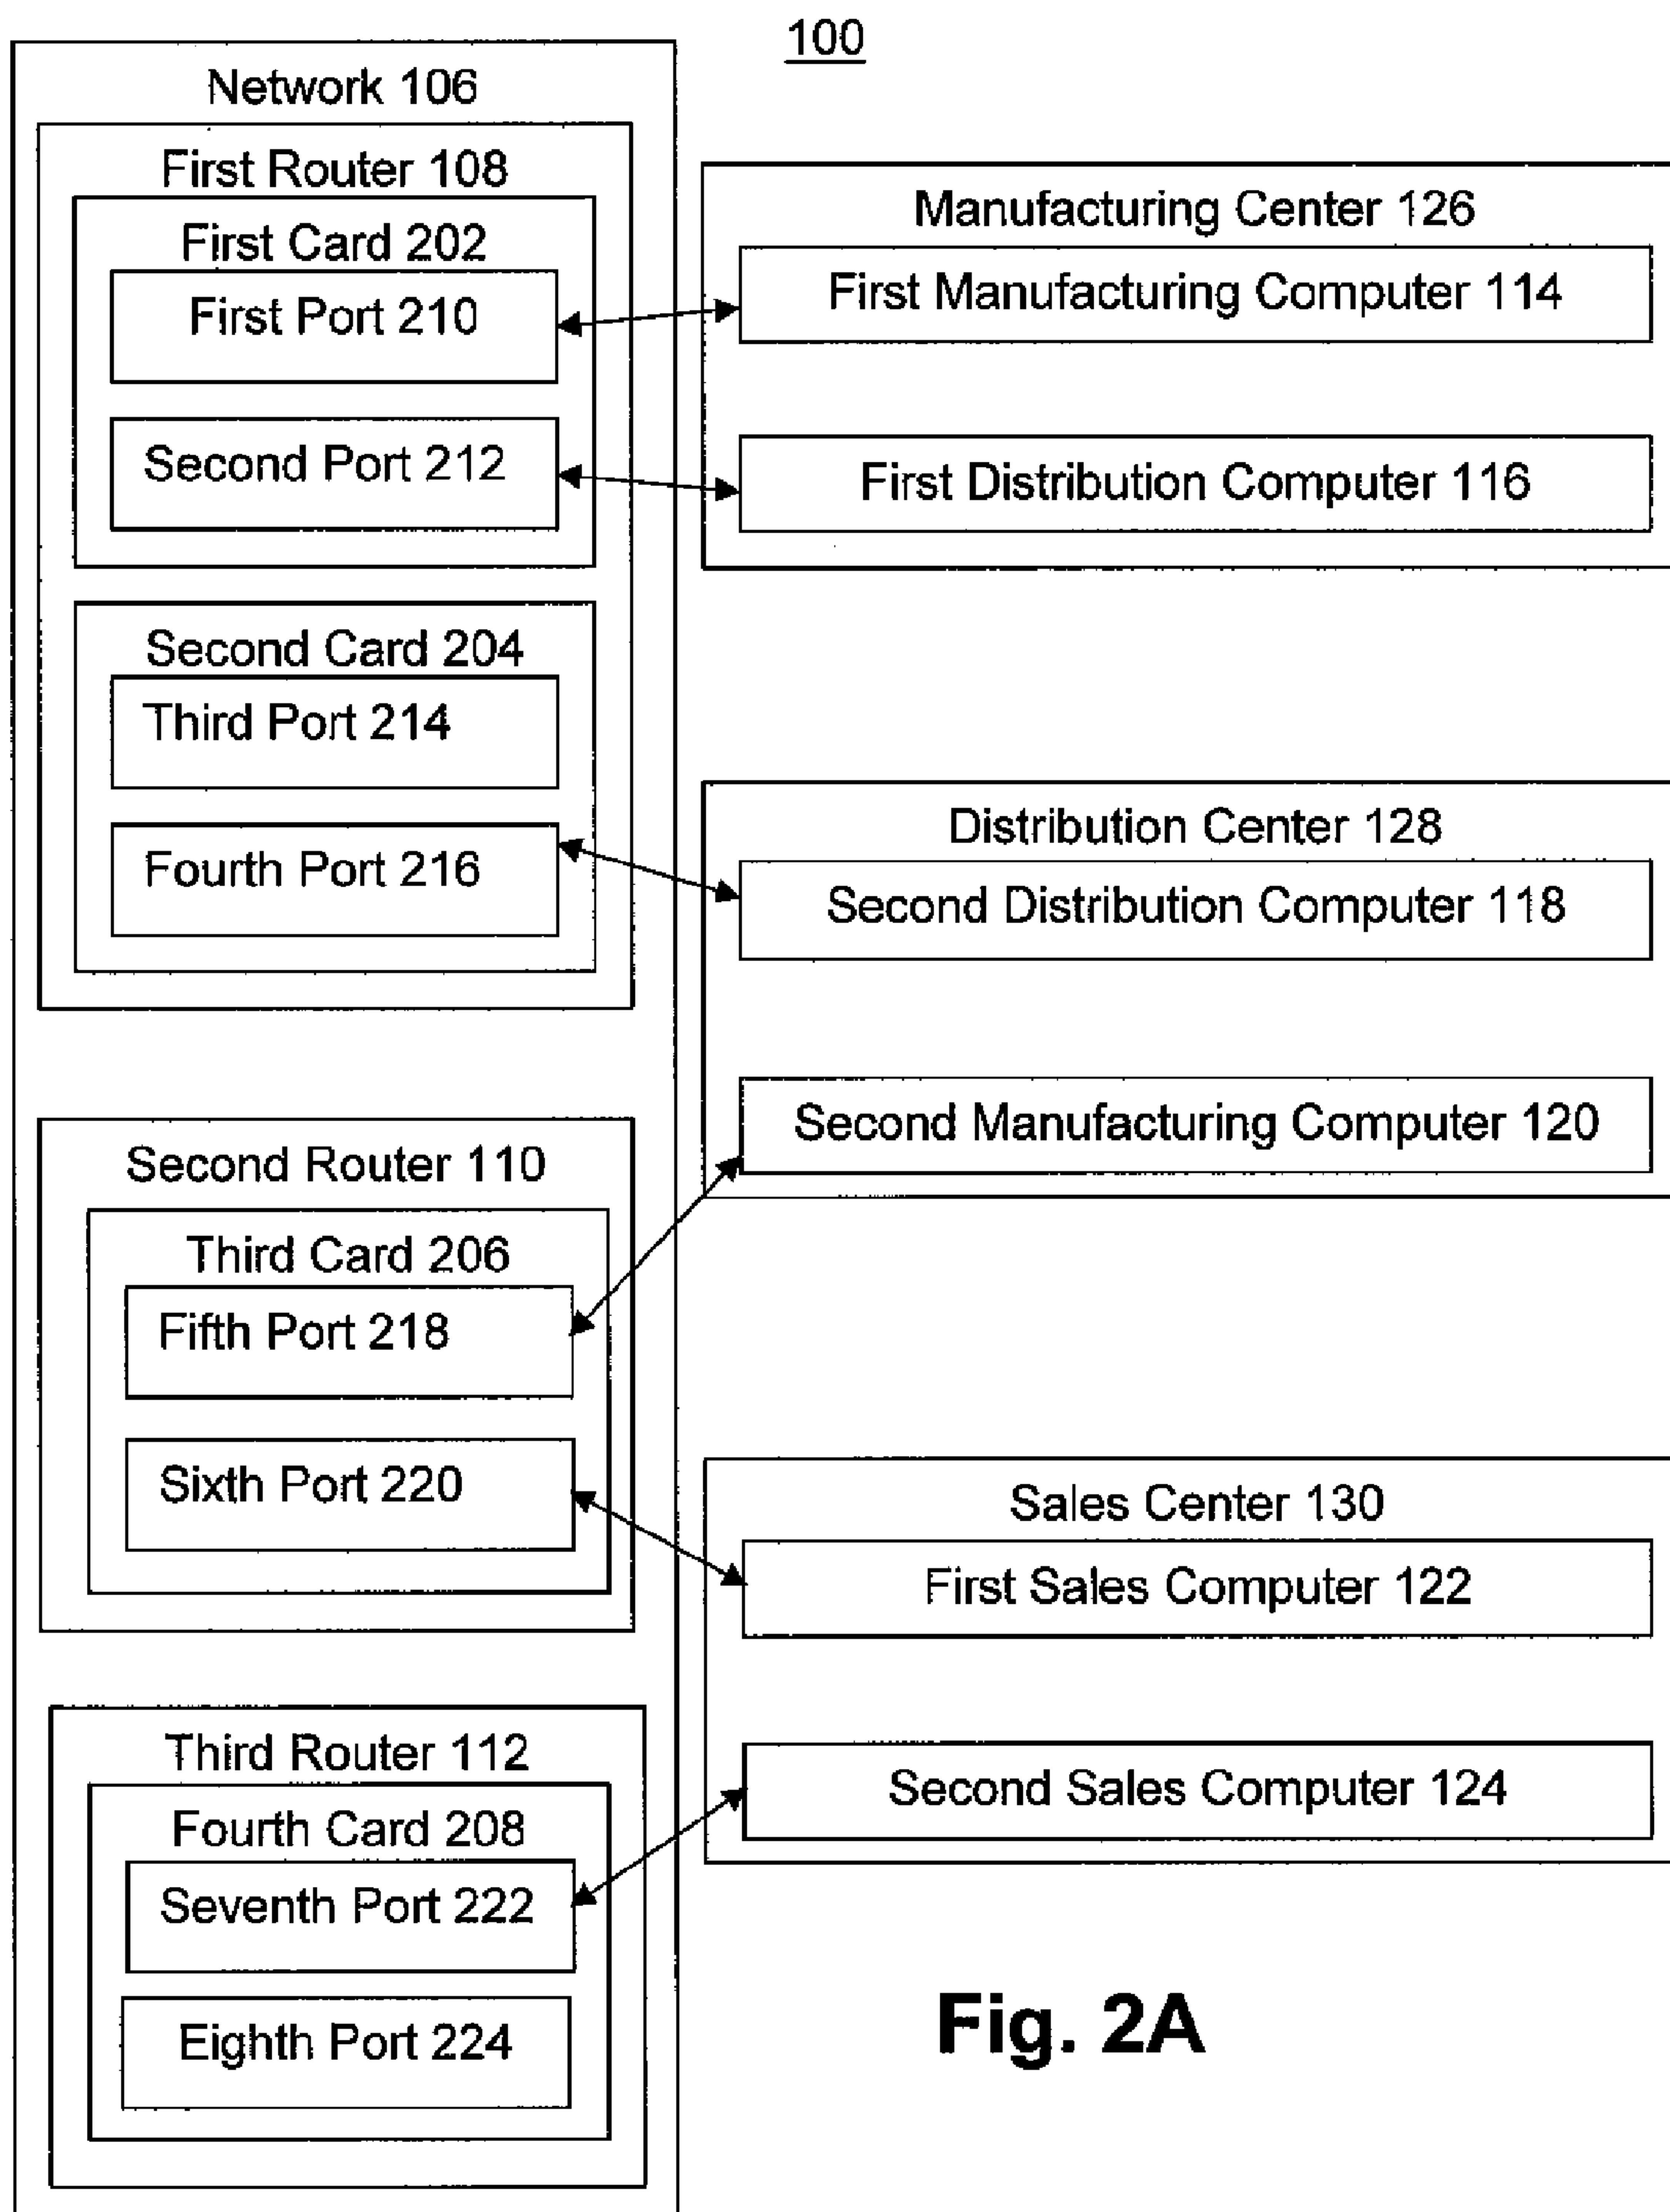 100
Network 106
First Router 108
First Card 202
First Port 210
Second Port 212
Second Card 204
Third Port 214
Fourth Port 216
Second Router 110
Third Card 206
Fifth Port 218
Sixth Port 220
Third Router 112
Fourth Card 208
Seventh Port 222
Eighth Port 224
Manufacturing Center 126
First Manufacturing Computer 114
First Distribution Computer 116
Distribution Center 128
Second Distribution Computer 118
Second Manufacturing Computer 120
Sales Center 130
First Sales Computer 122
Second Sales Computer 124
Fig. 2A